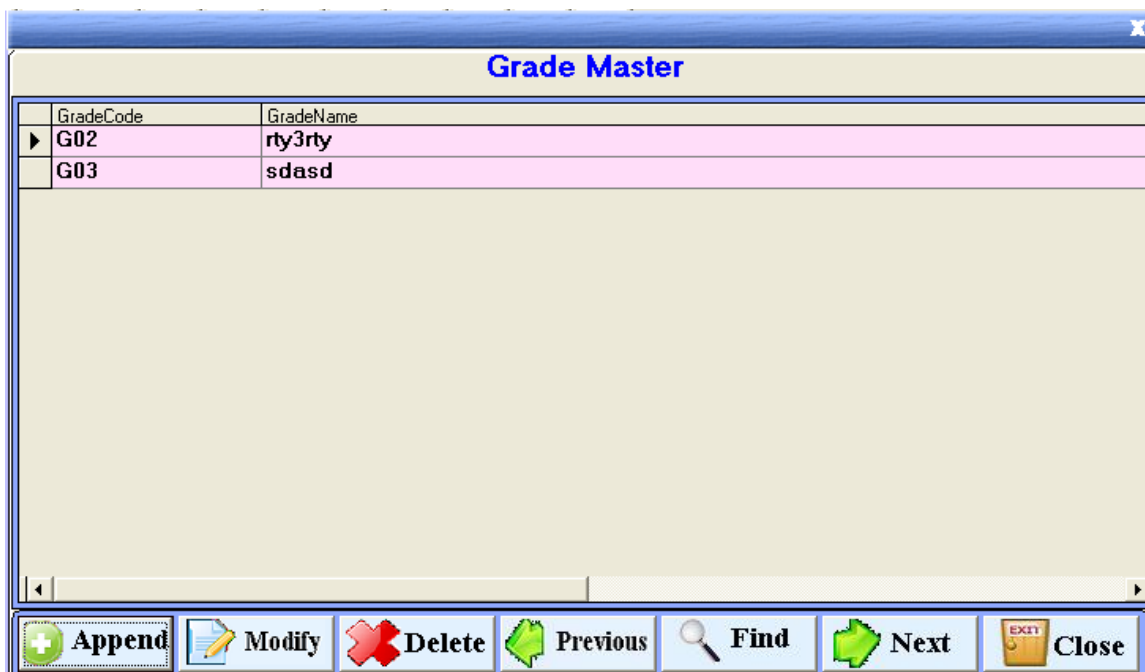 x
Grade Master
GradeCode GradeName
G02 rty3rty
G03 sdasd
Append Modify Delete Previous Find Next EXIT Close